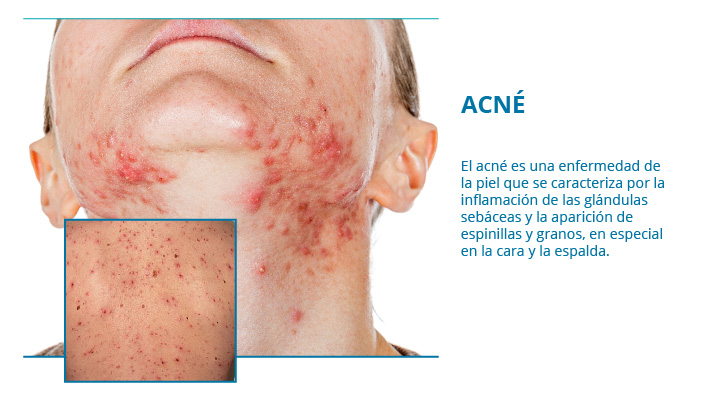 ACNÉ
El acné es una enfermedad de
la piel que se caracteriza por la
inflamación de las glándulas
sebáceas y la aparición de
espinillas y granos, en especial
en la cara y la espalda.